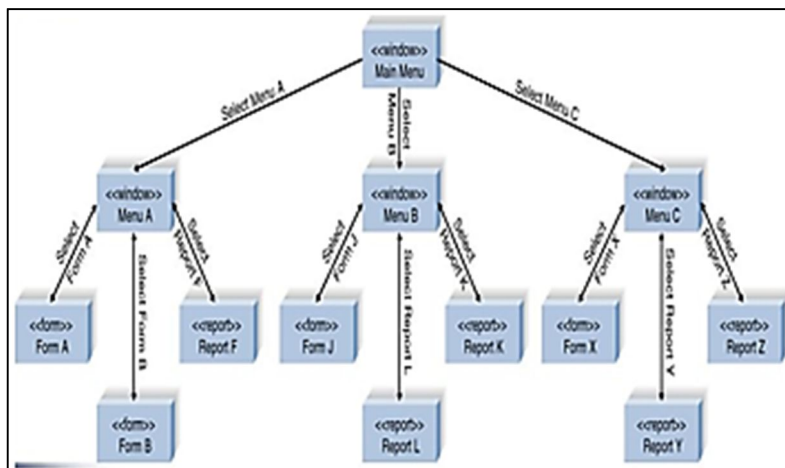 <<window>>
Main Menu
Select Menu A
Select
Menu B
Select Menu C
<<window>>
Menu A
<<window>>
Menu B
<<window>>
Menu C
Select
Form A
Select Form B
Select
Report F
Select
Form J
Select Report L
Select
Report K
Select
Form X
Select Report Y
Select
Report Z
<<form>>
Form A
<<report>>
Report F
<<form>>
Form J
<<report>>
Report K
<<form>>
Form X
<<report>>
Report Z
<<form>>
Form B
<<report>>
Report L
<<report>>
Report Y